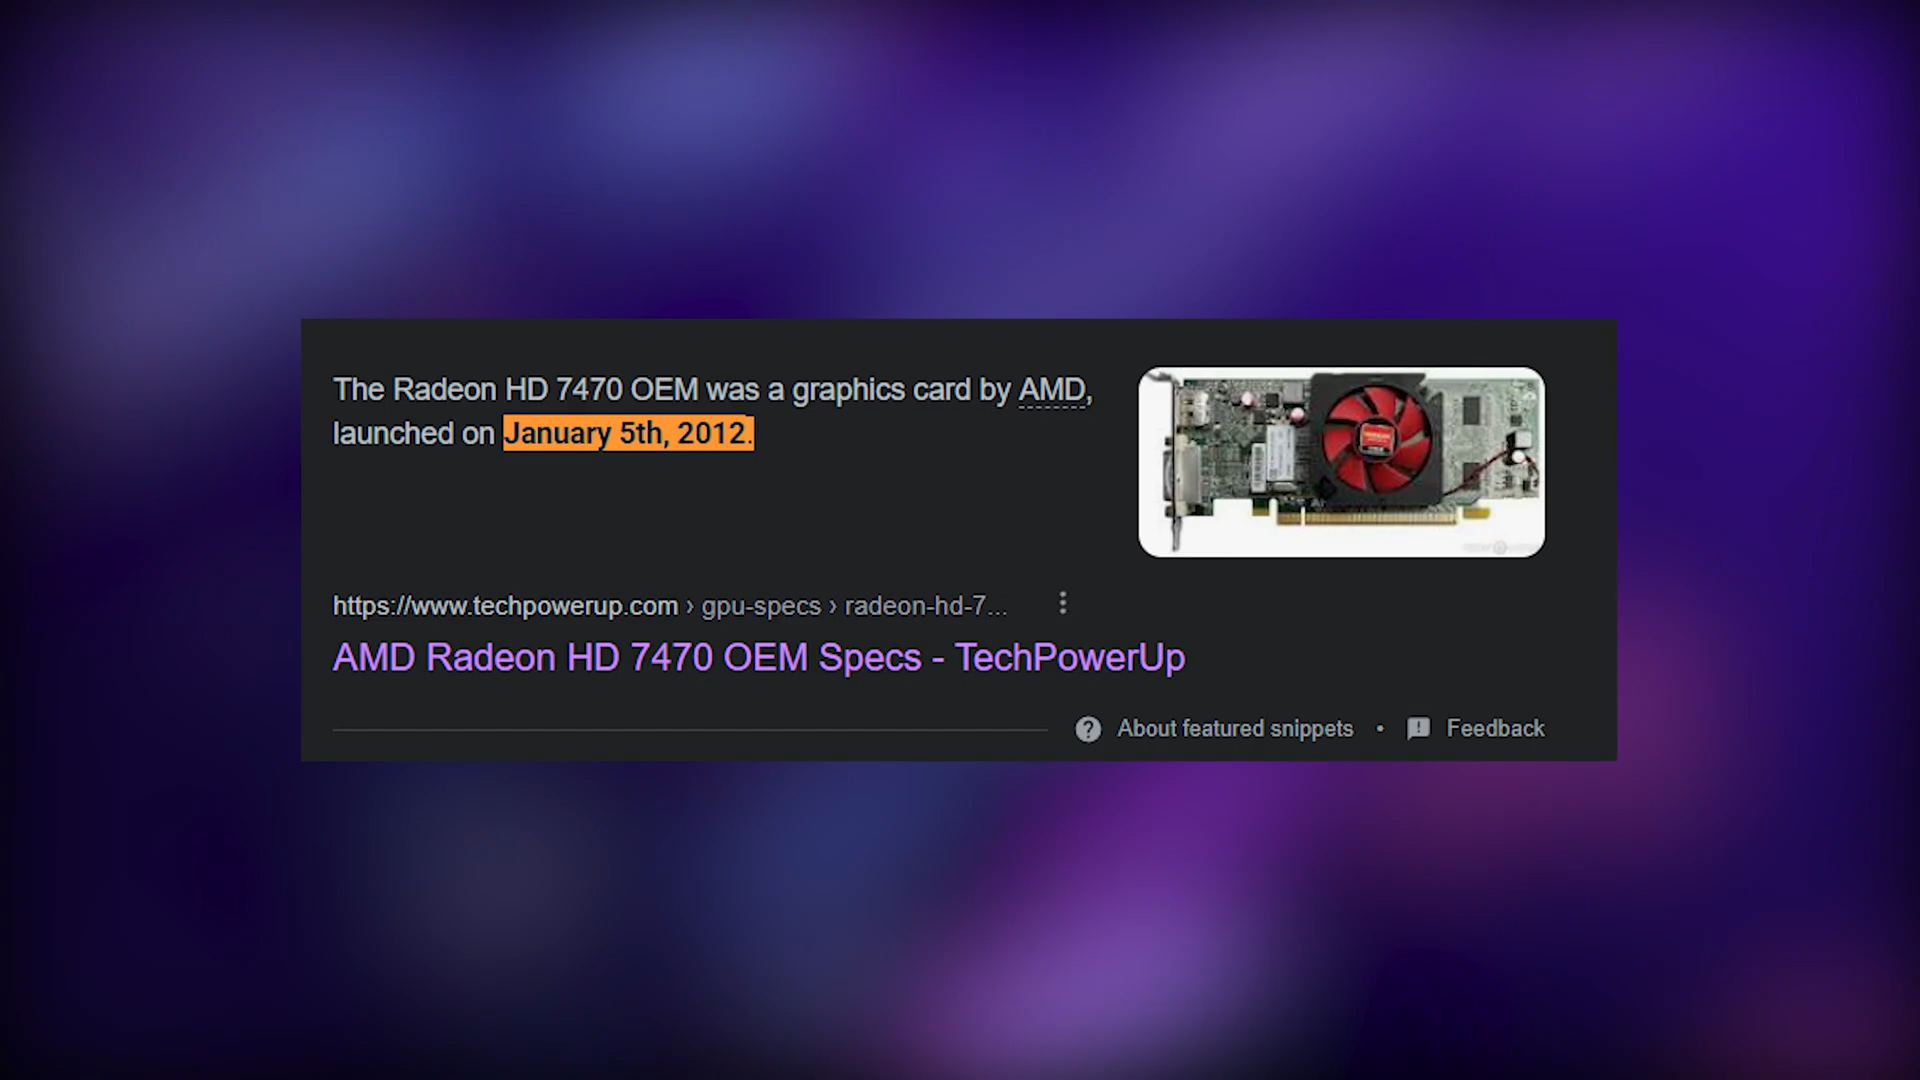 The Radeon HD 7470 OEM was a graphics card by AMD,
launched on January 5th, 2012.
https://www.techpowerup.com › gpu-specs › radeon-hd-7...
AMD Radeon HD 7470 OEM Specs - TechPowerUp
About featured snippets • Feedback